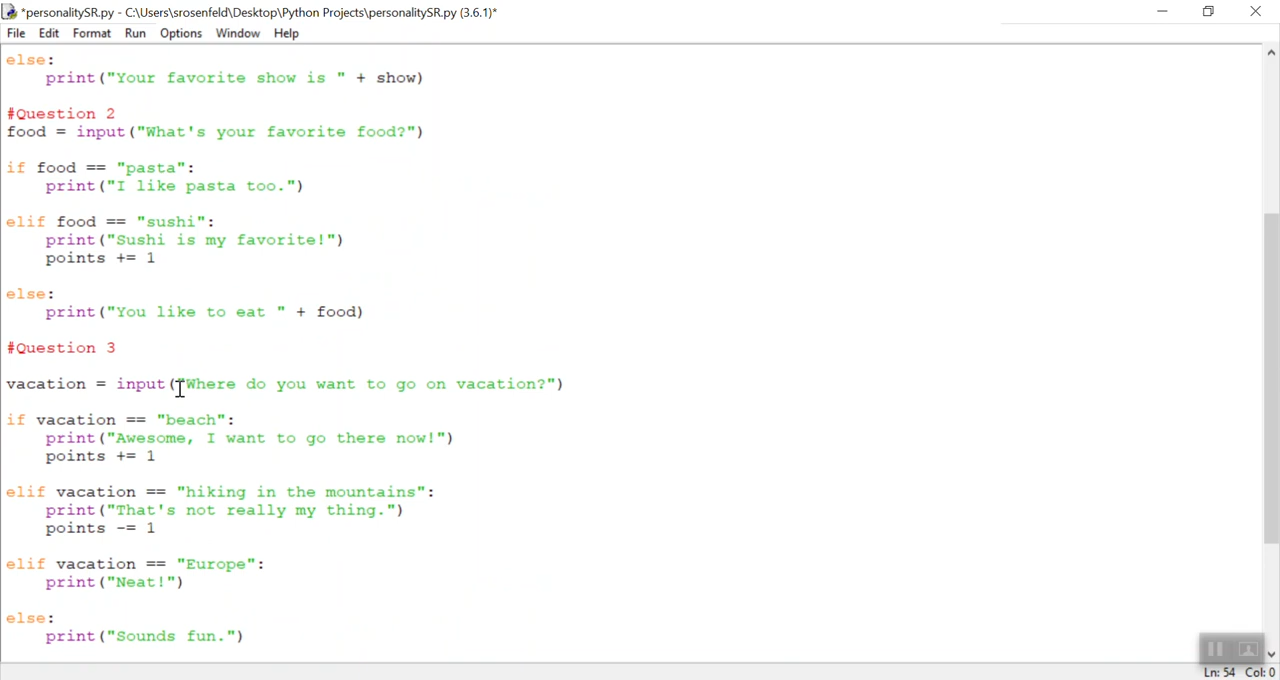 *personalitySR.py - C:\Users\srosenfeld\Desktop\Python Projects\personalitySR.py (3.6.1)*
File Edit Format Run Options Window Help
else:
    print("Your favorite show is " + show)
#Question 2
food = input("What's your favorite food?")
if food == "pasta":
    print("I like pasta too.")
elif food == "sushi":
    print("Sushi is my favorite!")
    points += 1
else:
    print("You like to eat " + food)
#Question 3
vacation = input("Where do you want to go on vacation?")
if vacation == "beach":
    print("Awesome, I want to go there now!")
    points += 1
elif vacation == "hiking in the mountains":
    print("That's not really my thing.")
    points -= 1
elif vacation == "Europe":
    print("Neat!")
else:
    print("Sounds fun.")
Ln: 54 Col: 0